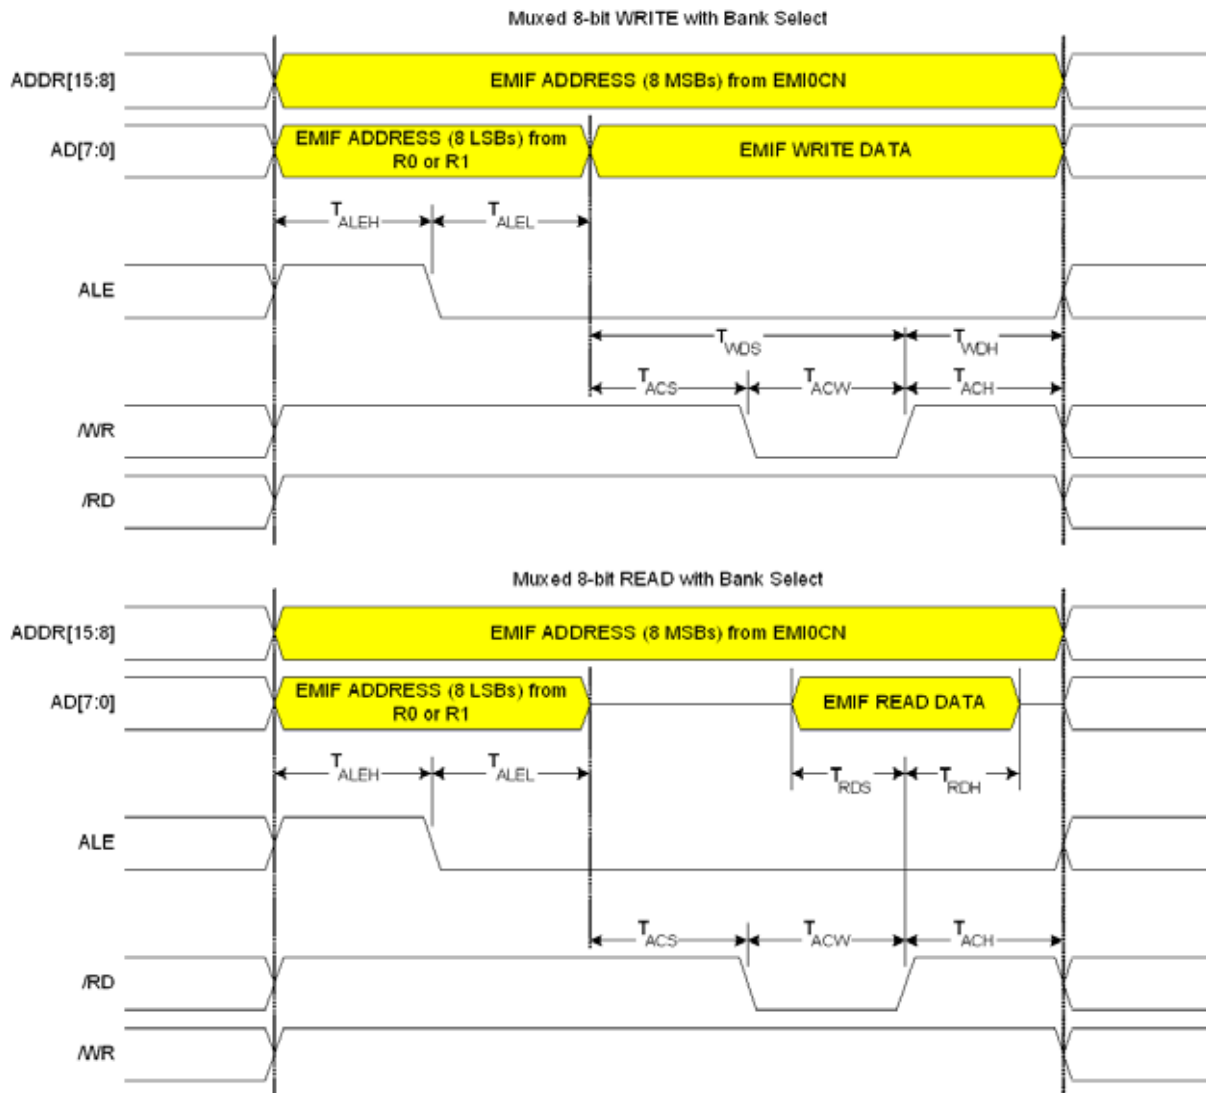 Muxed 8-bit WRITE with Bank Select
ADDR[15:8]
EMIF ADDRESS (8 MSBs) from EMI0CN
AD[7:0]
EMIF ADDRESS (8 LSBs) from
R0 or R1
EMIF WRITE DATA
TALEH
TALEL
ALE
TWDS
TWDH
TACS
TACW
TACH
/WR
/RD
Muxed 8-bit READ with Bank Select
ADDR[15:8]
EMIF ADDRESS (8 MSBs) from EMI0CN
AD[7:0]
EMIF ADDRESS (8 LSBs) from
R0 or R1
EMIF READ DATA
TALEH
TALEL
TRDS
TRDH
ALE
TACS
TACW
TACH
/RD
/WR